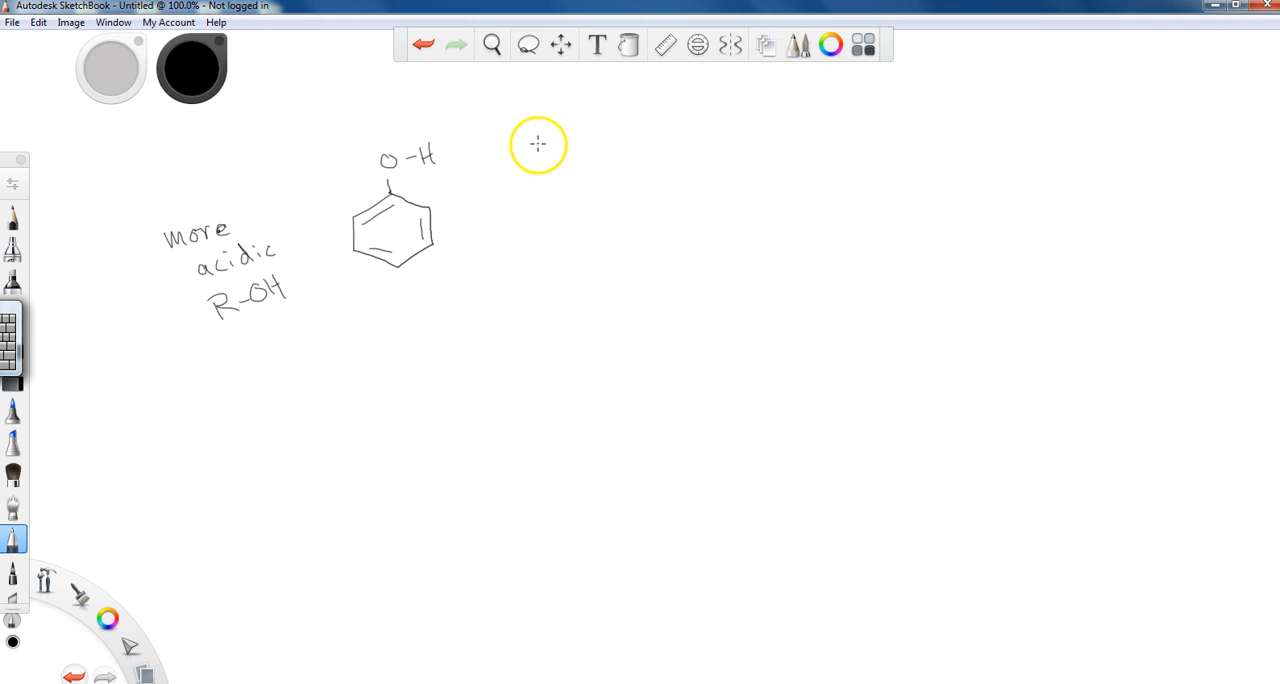 Autodesk SketchBook - Untitled @ 100.0% - Not logged in
File Edit Image Window My Account Help
T
O-H
more
acidic
R-OH